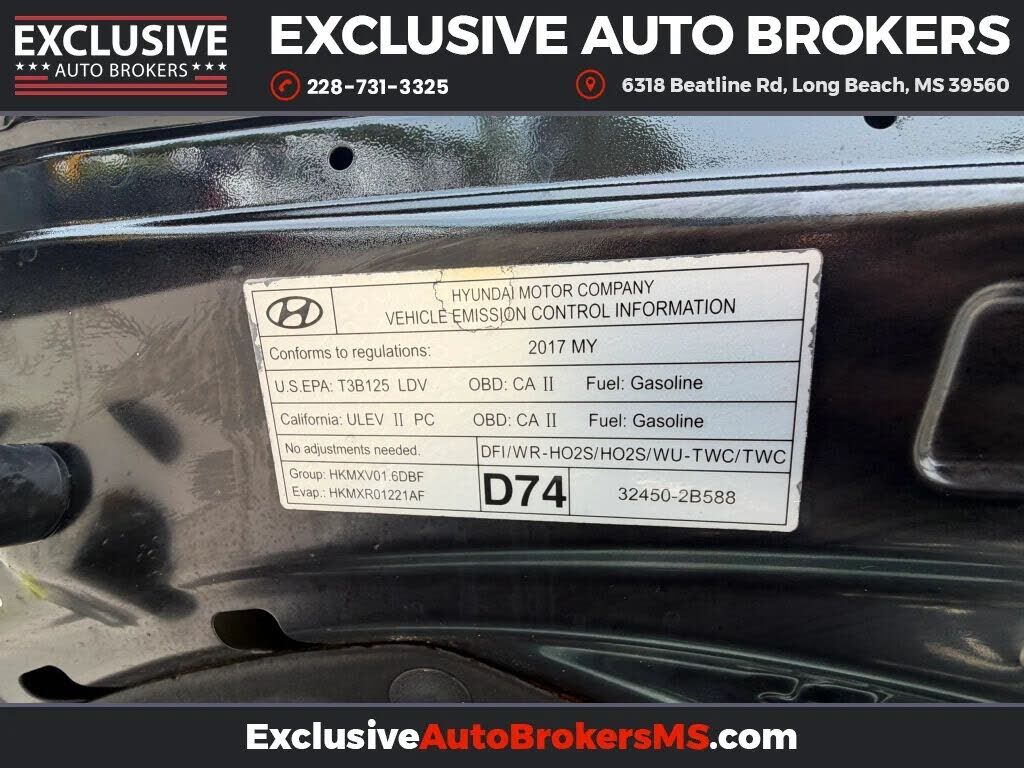 EXCLUSIVE
AUTO BROKERS
EXCLUSIVE AUTO BROKERS
228-731-3325
6318 Beatline Rd, Long Beach, MS 39560
HYUNDAI MOTOR COMPANY
VEHICLE EMISSION CONTROL INFORMATION
Conforms to regulations: 2017 MY
U.S.EPA: T3B125 LDV OBD: CA II Fuel: Gasoline
California: ULEV II PC OBD: CA II Fuel: Gasoline
No adjustments needed. DFI/WR-HO2S/HO2S/WU-TWC/TWC
Group: HKMXV01.6DBF
Evap.: HKMXR01221AF
D74
32450-2B588
ExclusiveAutoBrokersMS.com